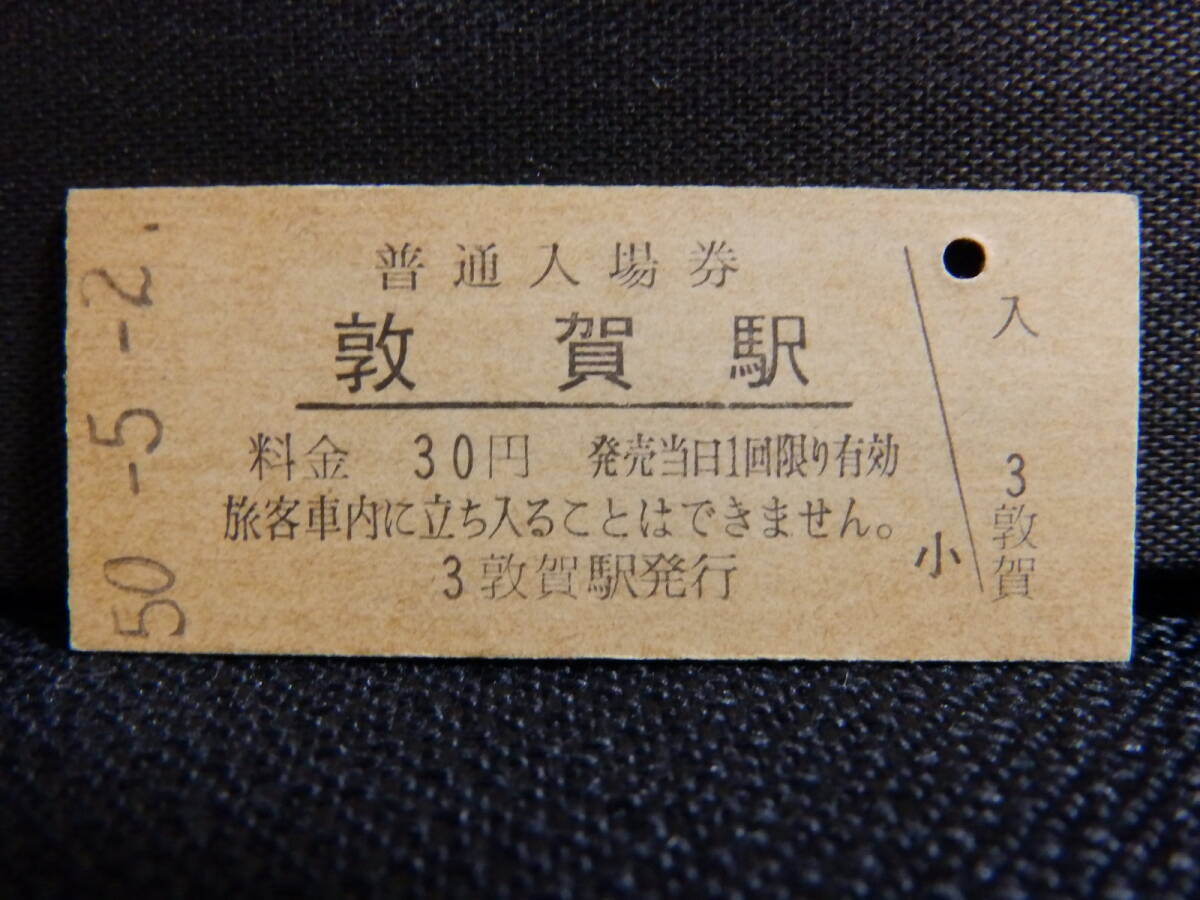 50-5-2.
普通入場券
敦賀駅
料金 30円 発売当日1回限り有効
旅客車内に立ち入ることはできません。
3敦賀駅発行
小
入
3
敦賀